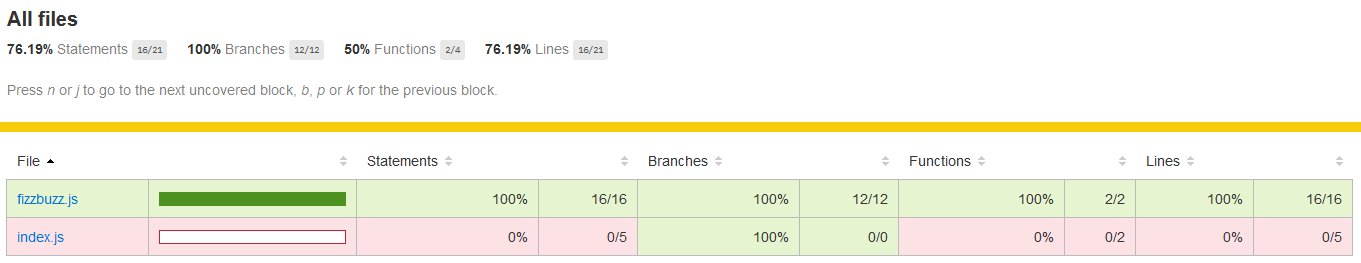 All files
76.19% Statements 16/21 100% Branches 12/12 50% Functions 2/4 76.19% Lines 16/21
Press n or j to go to the next uncovered block, b, p or k for the previous block.
File Statements Branches Functions Lines
fizzbuzz.js 100% 16/16 100% 12/12 100% 2/2 100% 16/16
index.js 0% 0/5 100% 0/0 0% 0/2 0% 0/5